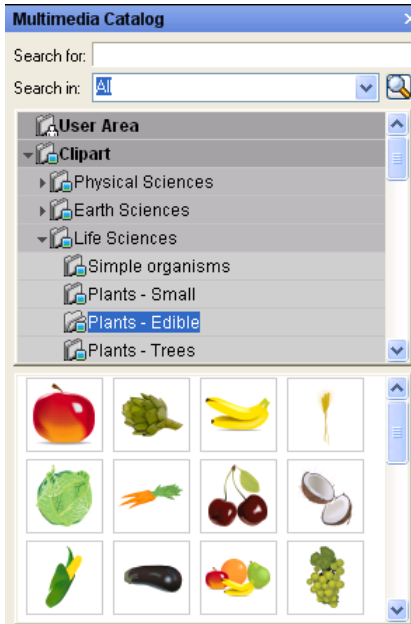 Multimedia Catalog
Search for:
Search in: All
User Area
Clipart
Physical Sciences
Earth Sciences
Life Sciences
Simple organisms
Plants - Small
Plants - Edible
Plants - Trees